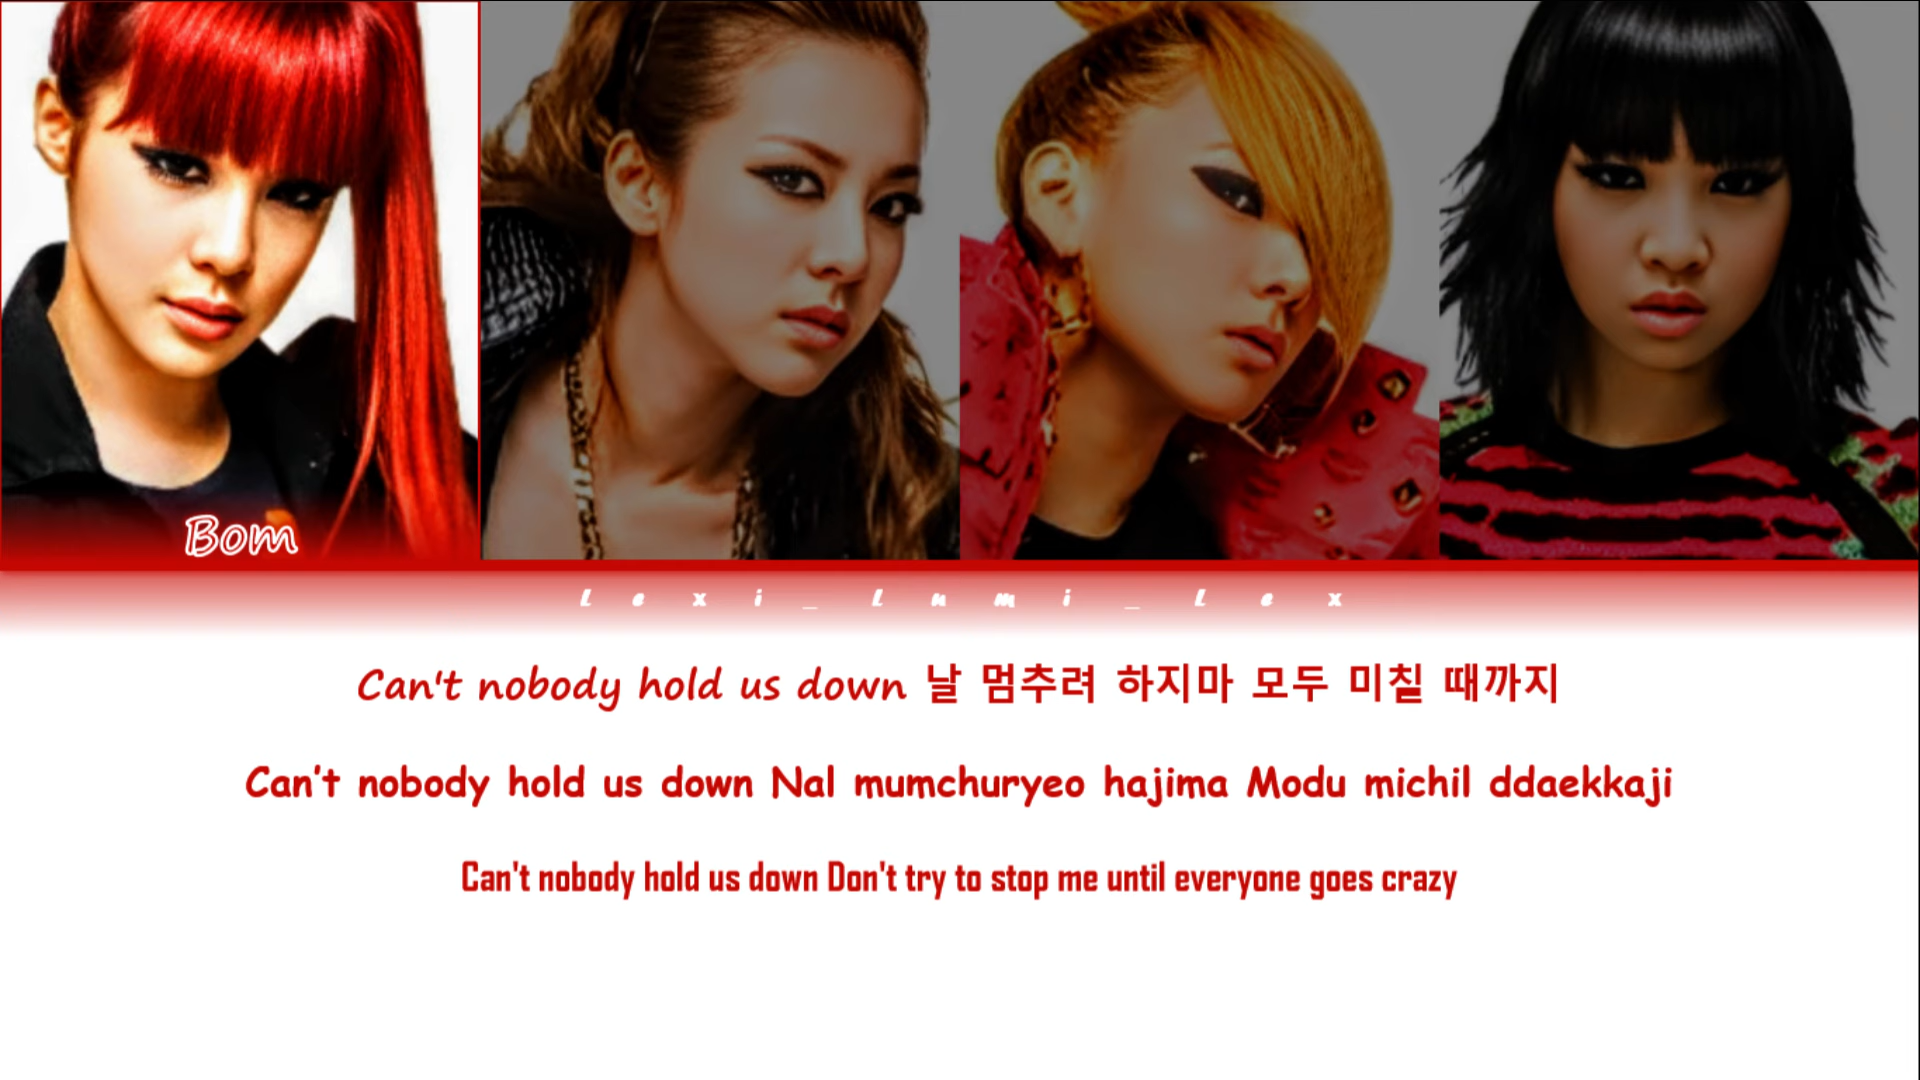 Bom
Lexi_Lumi_Lex
Can't nobody hold us down 날 멈추려 하지마 모두 미칠 때까지
Can't nobody hold us down Nal mumchuryeo hajima Modu michil ddaekkaji
Can't nobody hold us down Don't try to stop me until everyone goes crazy